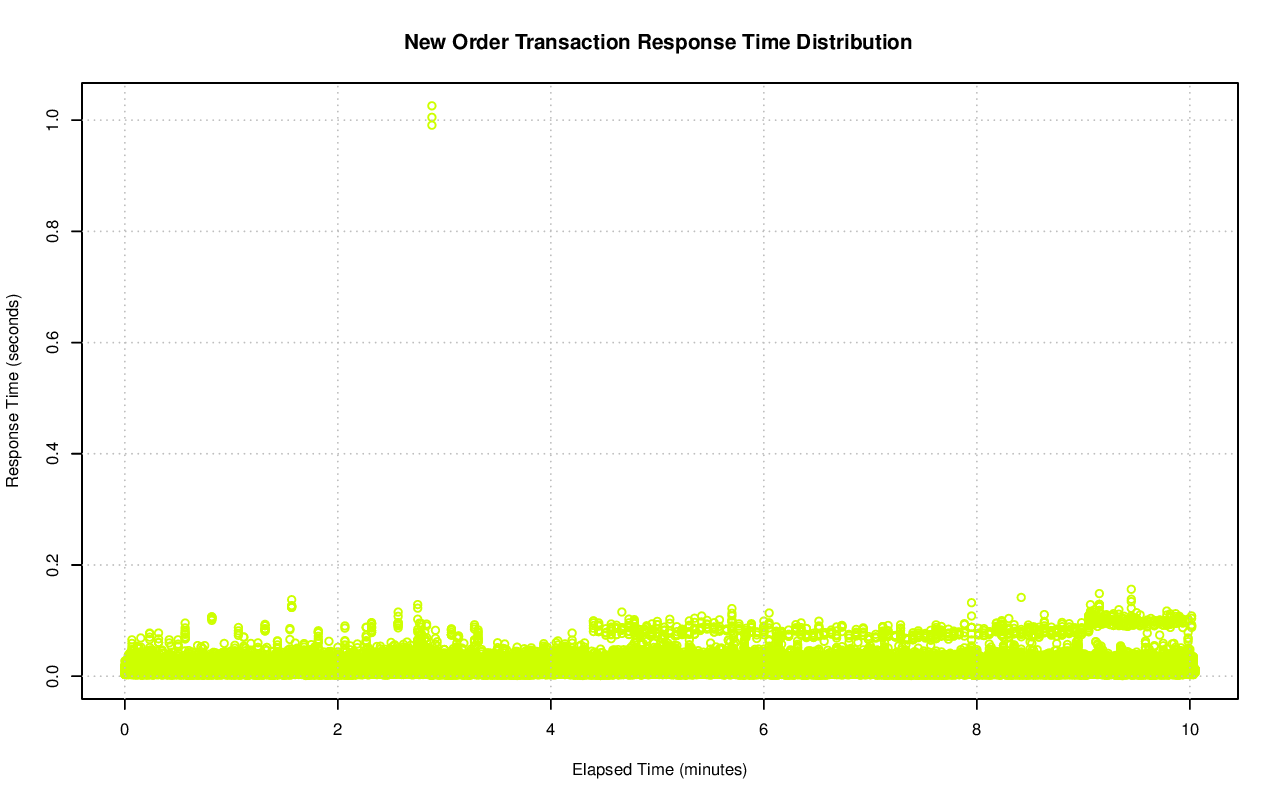 New Order Transaction Response Time Distribution
Response Time (seconds)
1.0
0.8
0.6
0.4
0.2
0.0
0 2 4 6 8 10
Elapsed Time (minutes)